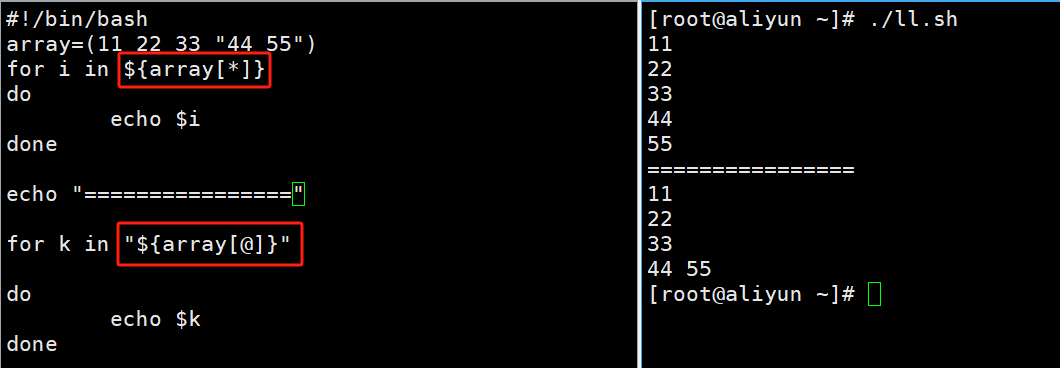 #!/bin/bash
array=(11 22 33 "44 55")
for i in ${array[*]}
do
        echo $i
done
echo "================"
for k in "${array[@]}"
do
        echo $k
done
[root@aliyun ~]# ./ll.sh
11
22
33
44
55
================
11
22
33
44 55
[root@aliyun ~]#